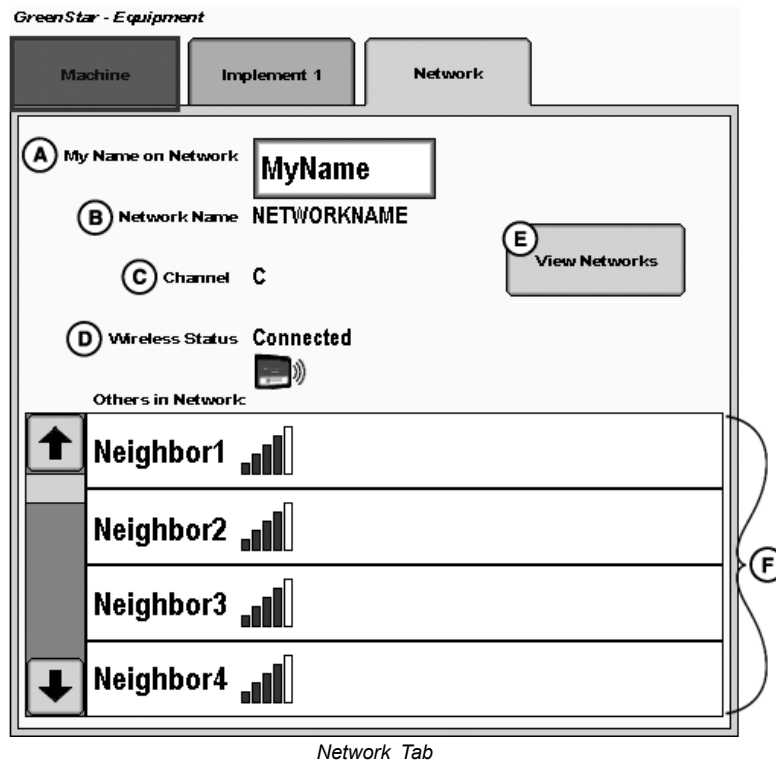 GreenStar - Equipment
Machine
Implement 1
Network
A My Name on Network MyName
B Network Name NETWORKNAME
E View Networks
C Channel C
D Wireless Status Connected
Others in Network:
Neighbor1
Neighbor2
Neighbor3
Neighbor4
F
Network Tab